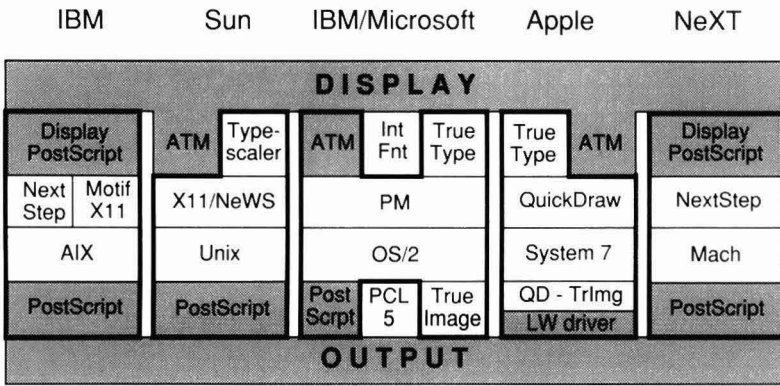 IBM Sun IBM/Microsoft Apple NeXT
DISPLAY
Display
PostScript
ATM
Type-
scaler
ATM
Int
Fnt
True
Type
True
Type
ATM
Display
PostScript
Next
Step
Motif
X11
X11/NeWS
PM
QuickDraw
NextStep
AIX
Unix
OS/2
System 7
Mach
PostScript
PostScript
Post
Scrpt
PCL
5
True
Image
QD - TrImg
LW driver
PostScript
OUTPUT